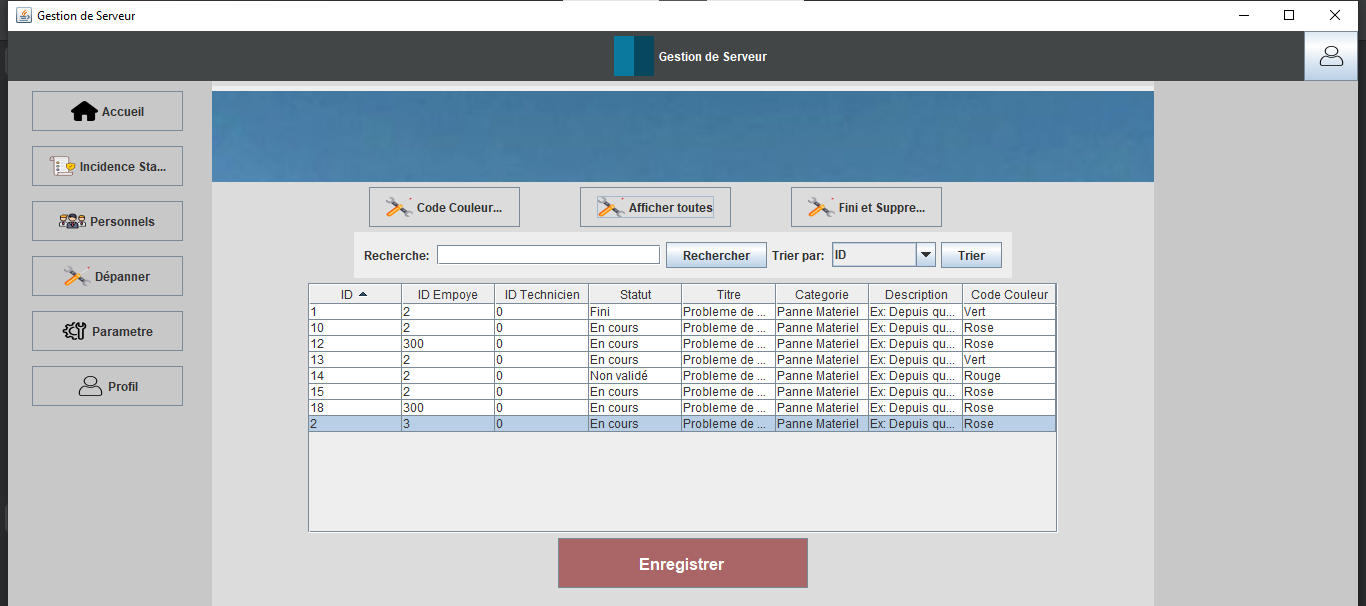 Gestion de Serveur
Gestion de Serveur
Accueil
Incidence Sta...
Personnels
Dépanner
Parametre
Profil
Code Couleur...
Afficher toutes
Fini et Suppre...
Recherche:
Rechercher
Trier par:
ID
Trier
ID ID Empoye ID Technicien Statut Titre Categorie Description Code Couleur
1 2 0 Fini Probleme de ... Panne Materiel Ex: Depuis qu... Vert
10 2 0 En cours Probleme de ... Panne Materiel Ex: Depuis qu... Rose
12 300 0 En cours Probleme de ... Panne Materiel Ex: Depuis qu... Rose
13 2 0 En cours Probleme de ... Panne Materiel Ex: Depuis qu... Vert
14 2 0 Non validé Probleme de ... Panne Materiel Ex: Depuis qu... Rouge
15 2 0 En cours Probleme de ... Panne Materiel Ex: Depuis qu... Rose
18 300 0 En cours Probleme de ... Panne Materiel Ex: Depuis qu... Rose
2 3 0 En cours Probleme de ... Panne Materiel Ex: Depuis qu... Rose
Enregistrer